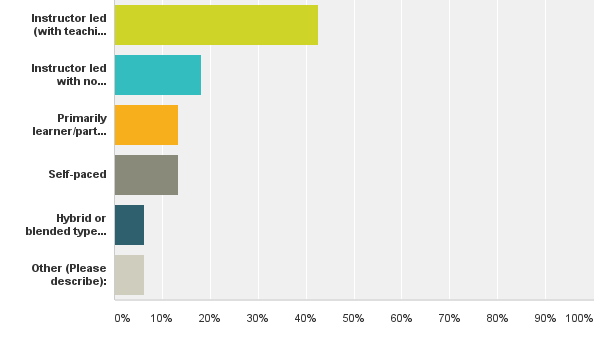 Instructor led
(with teachi...
Instructor led
with no...
Primarily
learner/part...
Self-paced
Hybrid or
blended type...
Other (Please
describe):
0% 10% 20% 30% 40% 50% 60% 70% 80% 90% 100%